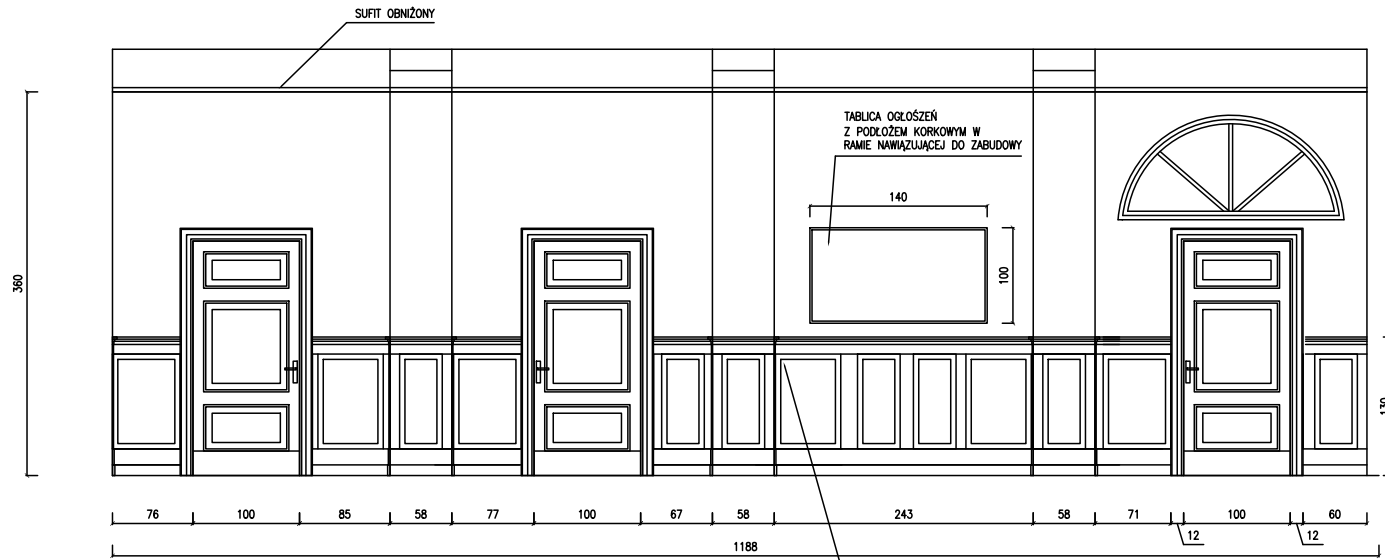 SUFIT OBNIŻONY
TABLICA OGŁOSZEŃ
Z PODŁOŻEM KORKOWYM W
RAMIE NAWIĄZUJĄCEJ DO ZABUDOWY
140
100
360
130
76 100 85 58 77 100 67 58 243 58 71 100 60
12 12
1188